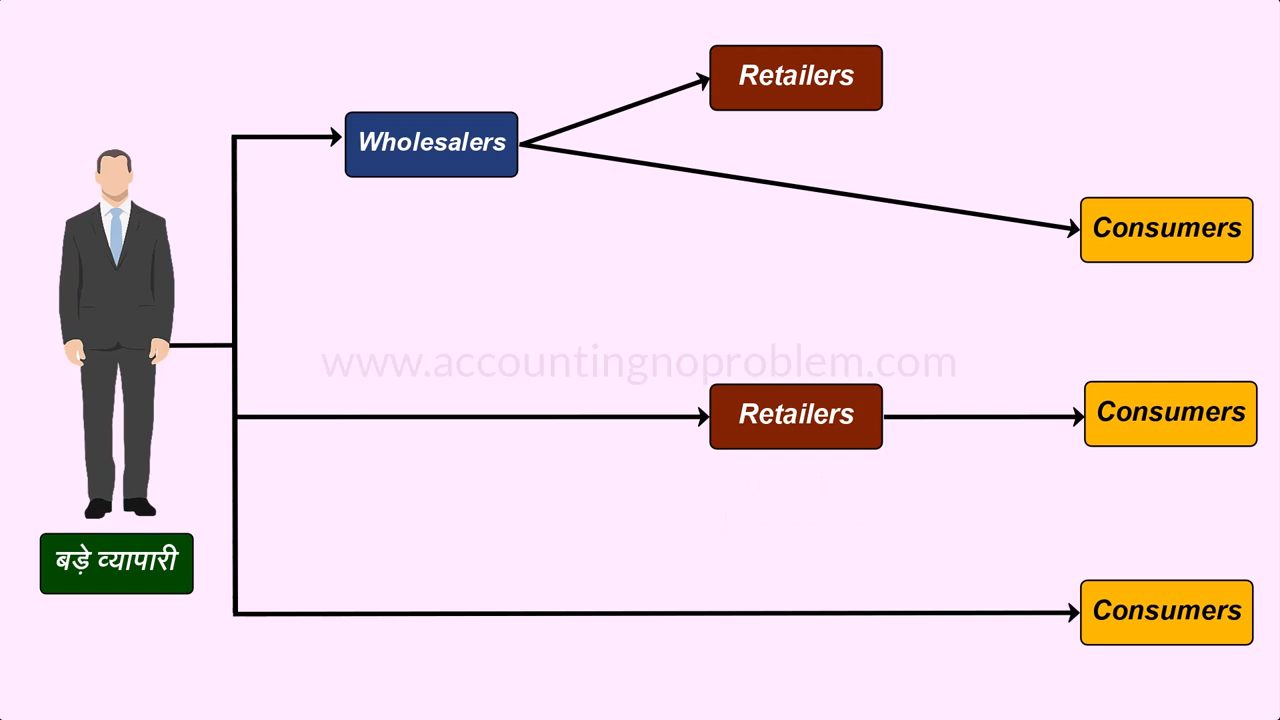 Retailers
Wholesalers
Consumers
www.accountingnoproblem.com
Retailers
Consumers
बड़े व्यापारी
Consumers